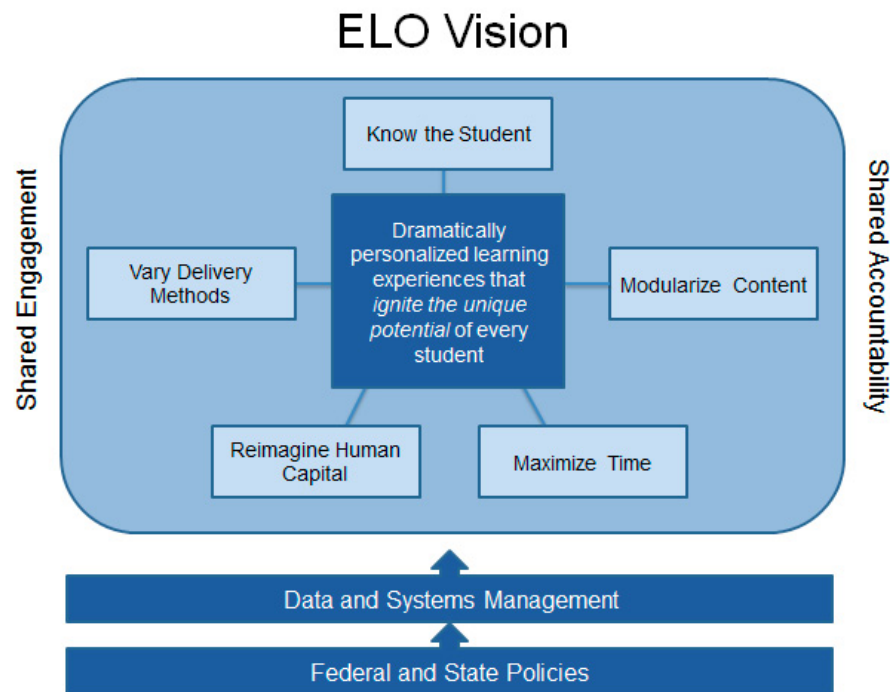 ELO Vision
Shared Engagement
Know the Student
Vary Delivery
Methods
Dramatically
personalized learning
experiences that
ignite the unique
potential of every
student
Modularize Content
Reimagine Human
Capital
Maximize Time
Shared Accountability
Data and Systems Management
Federal and State Policies